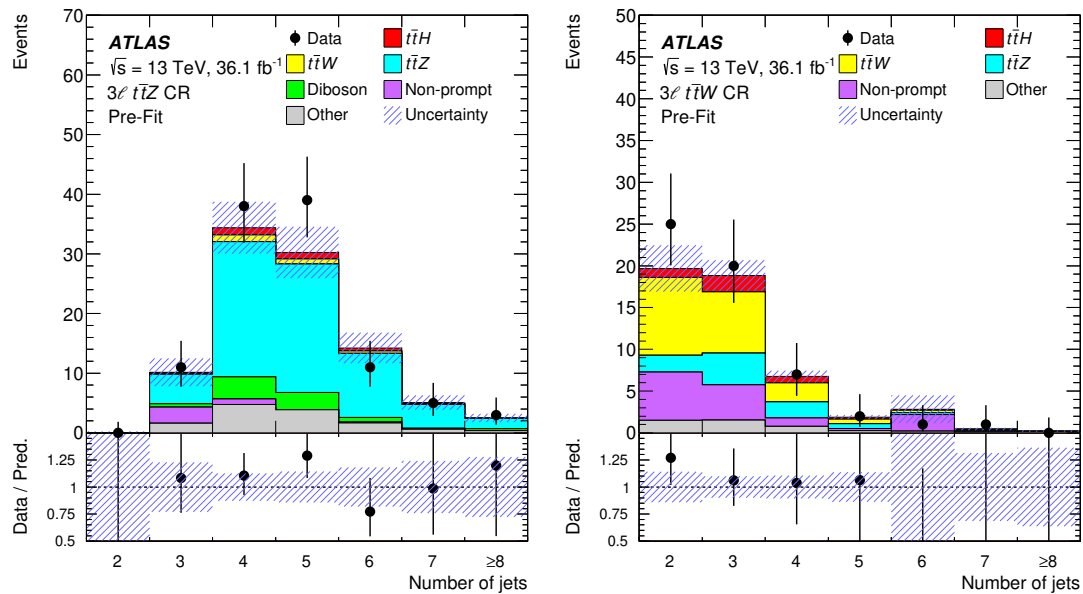 Events
70
60
50
40
30
20
10
0
ATLAS
√s = 13 TeV, 36.1 fb⁻¹
3ℓ tt̄Z CR
Pre-Fit
Data
tt̄H
tt̄W
tt̄Z
Diboson
Non-prompt
Other
Uncertainty
Data / Pred.
1.25
1
0.75
0.5
2 3 4 5 6 7 ≥8
Number of jets
Events
50
45
40
35
30
25
20
15
10
5
0
ATLAS
√s = 13 TeV, 36.1 fb⁻¹
3ℓ tt̄W CR
Pre-Fit
Data
tt̄H
tt̄W
tt̄Z
Non-prompt
Other
Uncertainty
Data / Pred.
1.25
1
0.75
0.5
2 3 4 5 6 7 ≥8
Number of jets